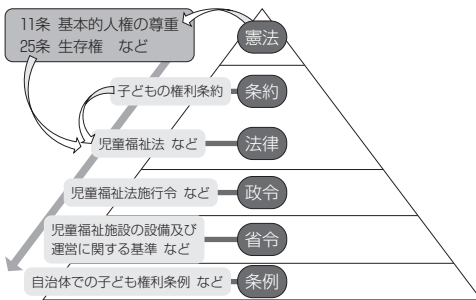 11条 基本的人権の尊重
25条 生存権 など
憲法
子どもの権利条約
条約
児童福祉法 など
法律
児童福祉法施行令 など
政令
児童福祉施設の設備及び
運営に関する基準 など
省令
自治体での子ども権利条例 など
条例